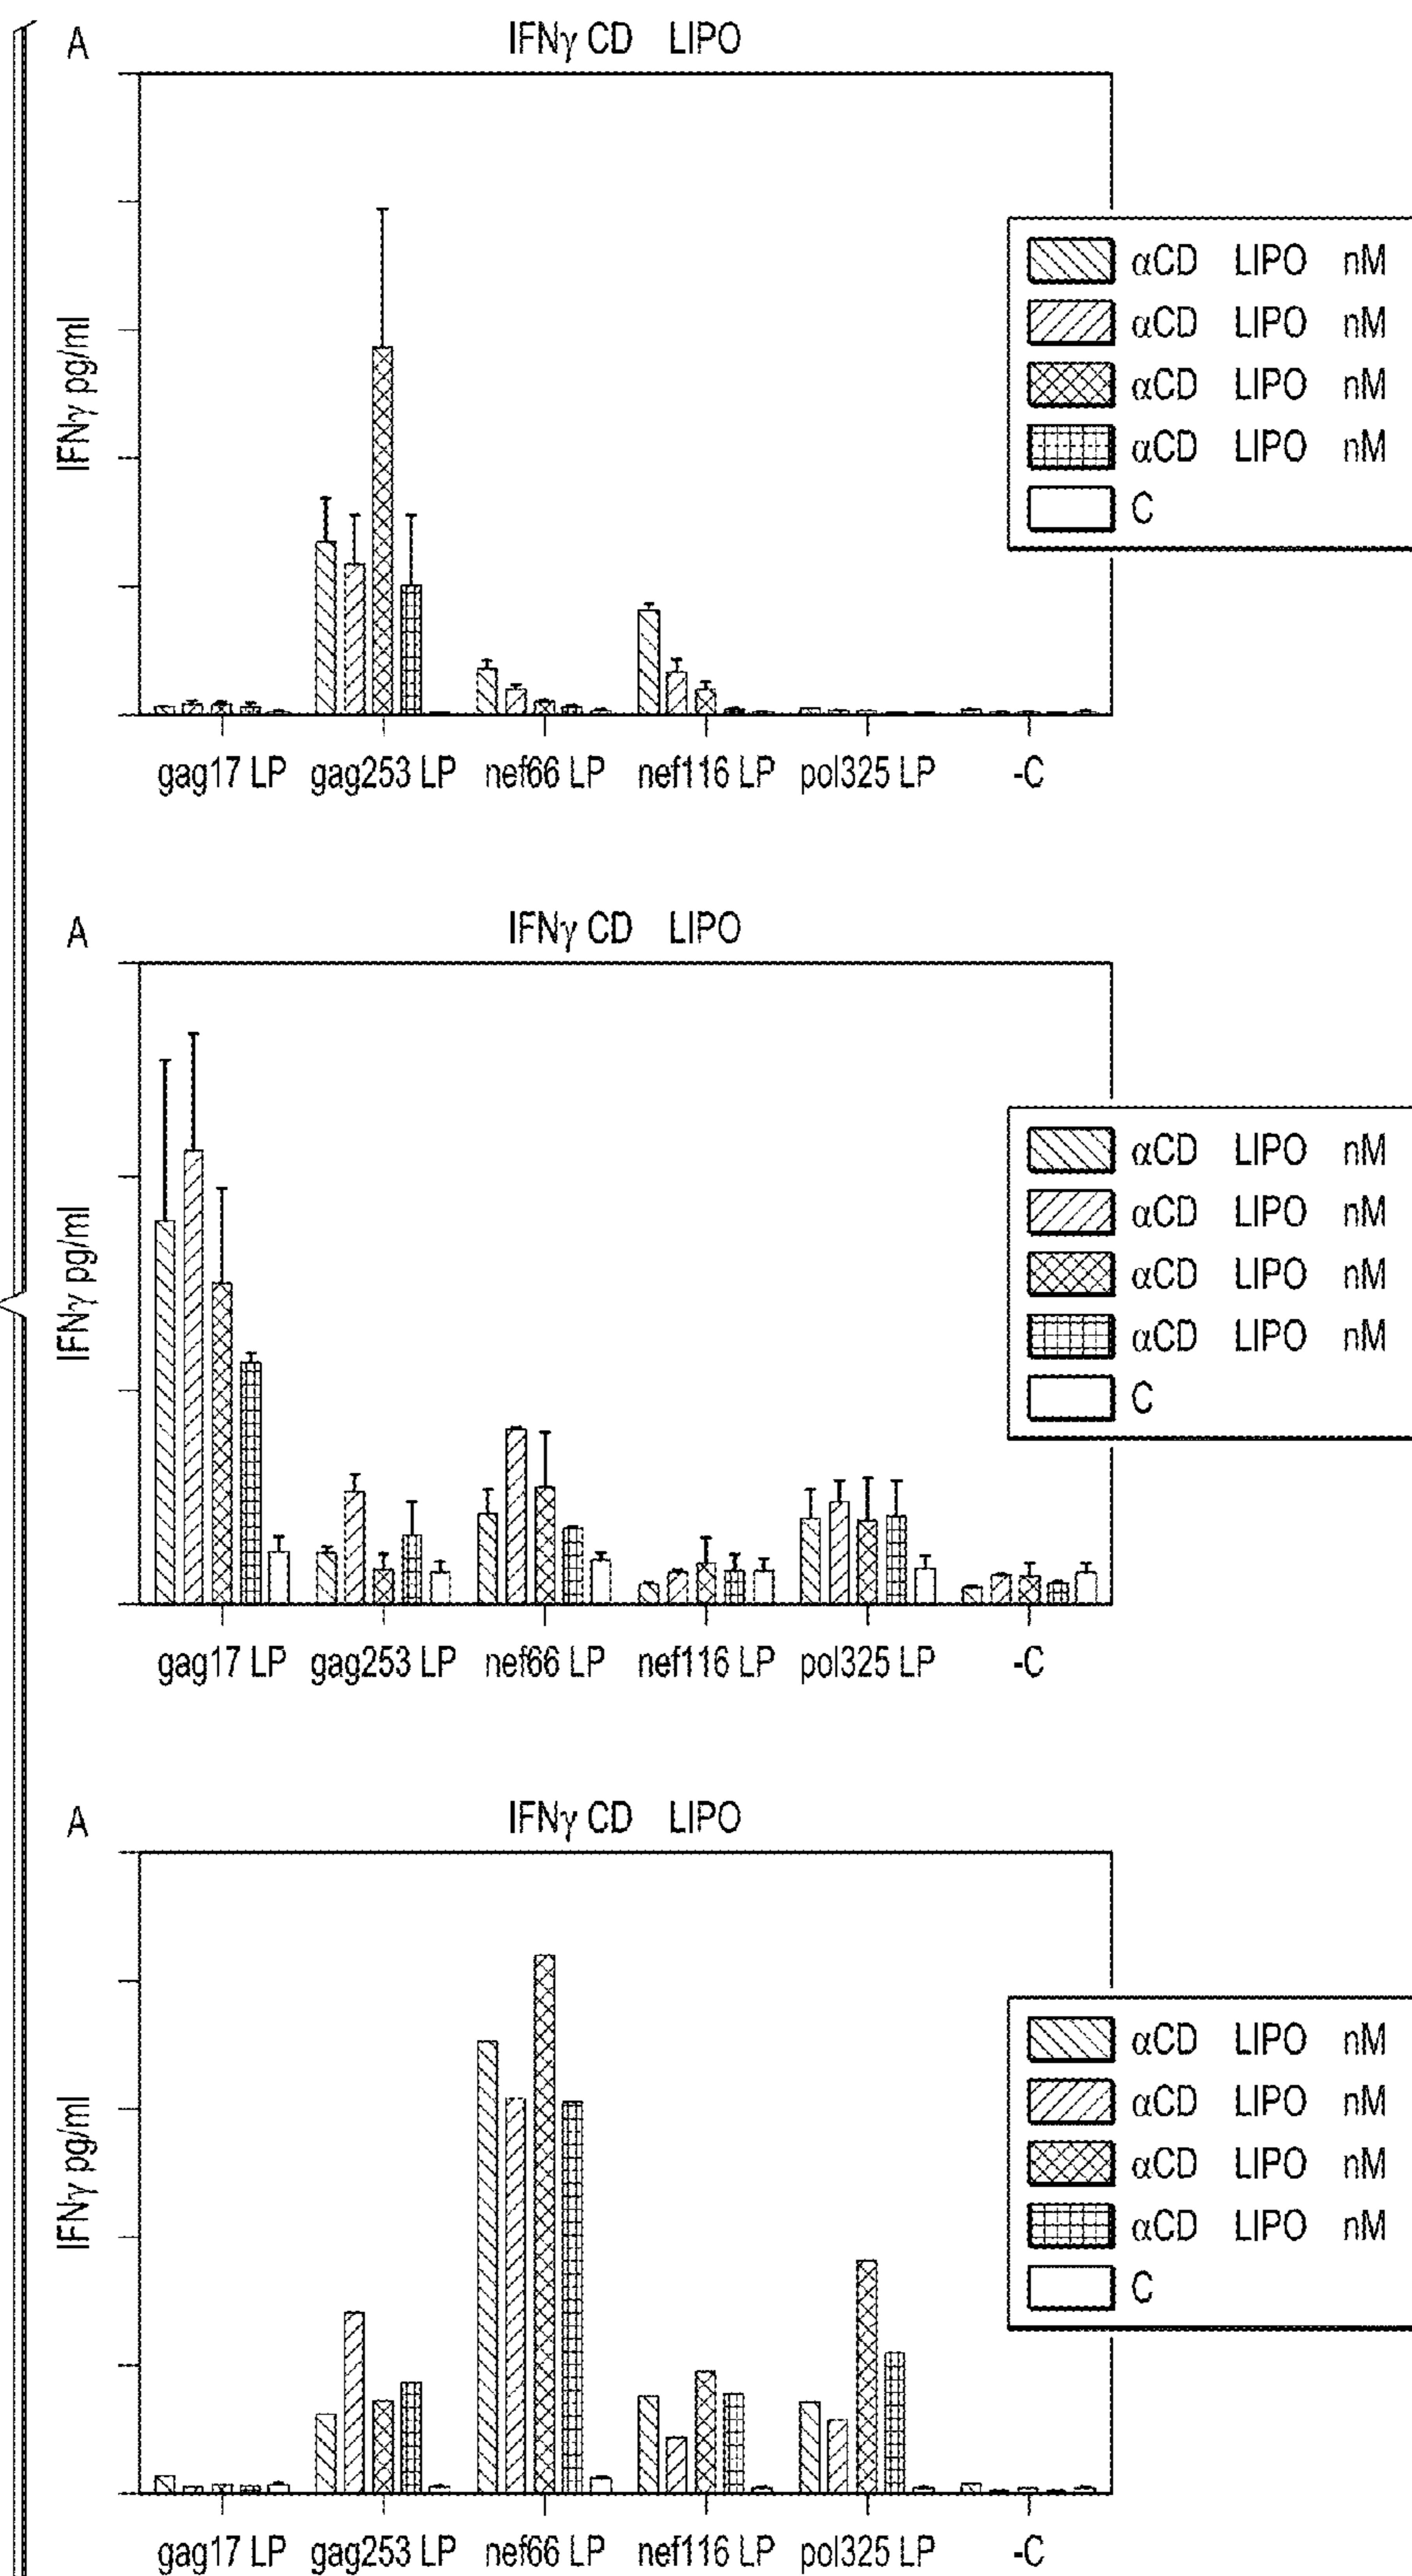 A IFNγ CD LIPO
IFNγ pg/ml
αCD LIPO nM
αCD LIPO nM
αCD LIPO nM
αCD LIPO nM
C
gag17 LP gag253 LP nef66 LP nef116 LP pol325 LP -C
A IFNγ CD LIPO
IFNγ pg/ml
αCD LIPO nM
αCD LIPO nM
αCD LIPO nM
αCD LIPO nM
C
gag17 LP gag253 LP nef66 LP nef116 LP pol325 LP -C
A IFNγ CD LIPO
IFNγ pg/ml
αCD LIPO nM
αCD LIPO nM
αCD LIPO nM
αCD LIPO nM
C
gag17 LP gag253 LP nef66 LP nef116 LP pol325 LP -C